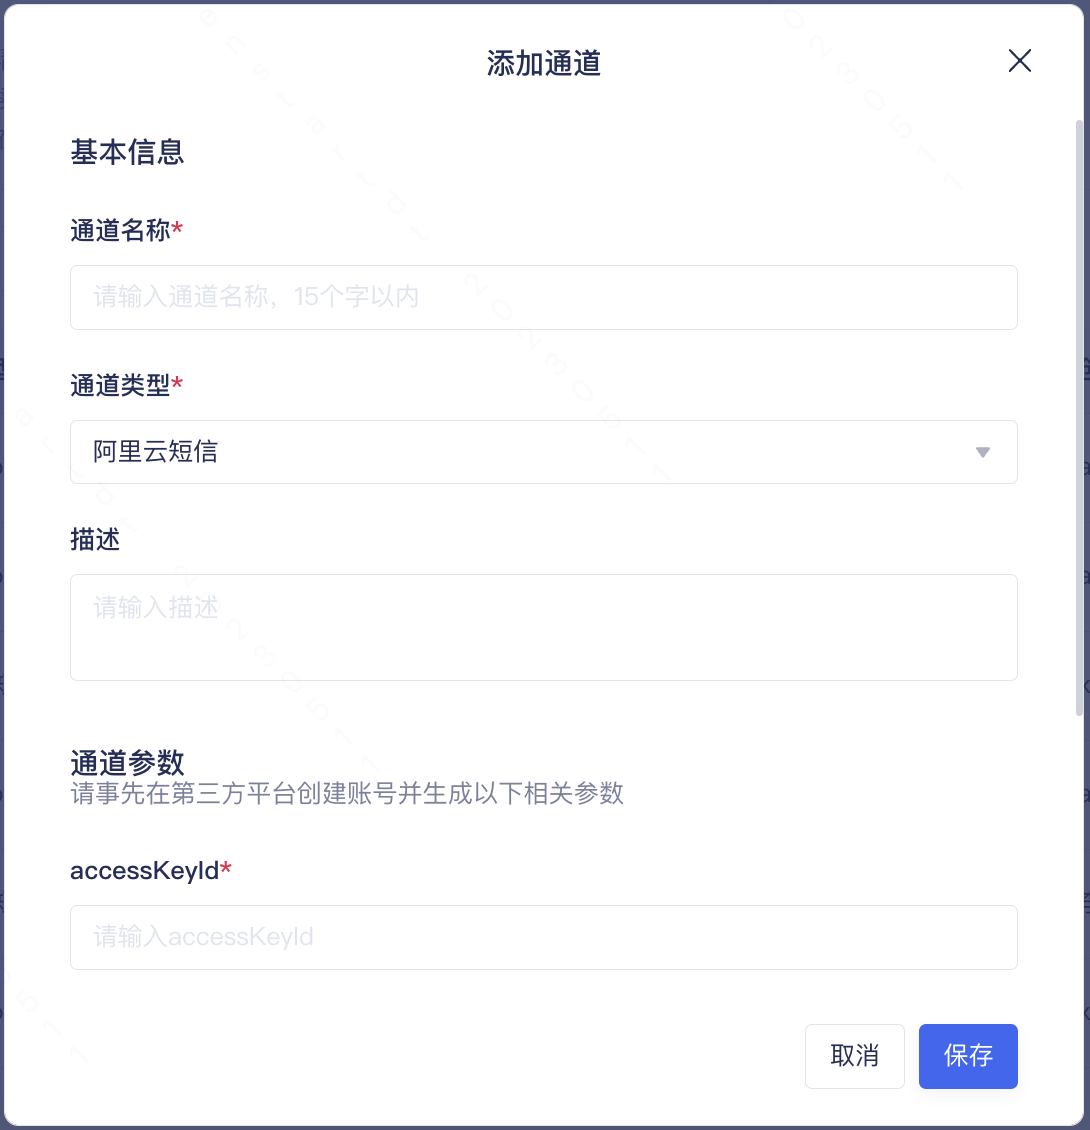 添加通道
基本信息
通道名称*
请输入通道名称，15个字以内
通道类型*
阿里云短信
描述
请输入描述
通道参数
请事先在第三方平台创建账号并生成以下相关参数
accessKeyId*
请输入accessKeyId
取消
保存